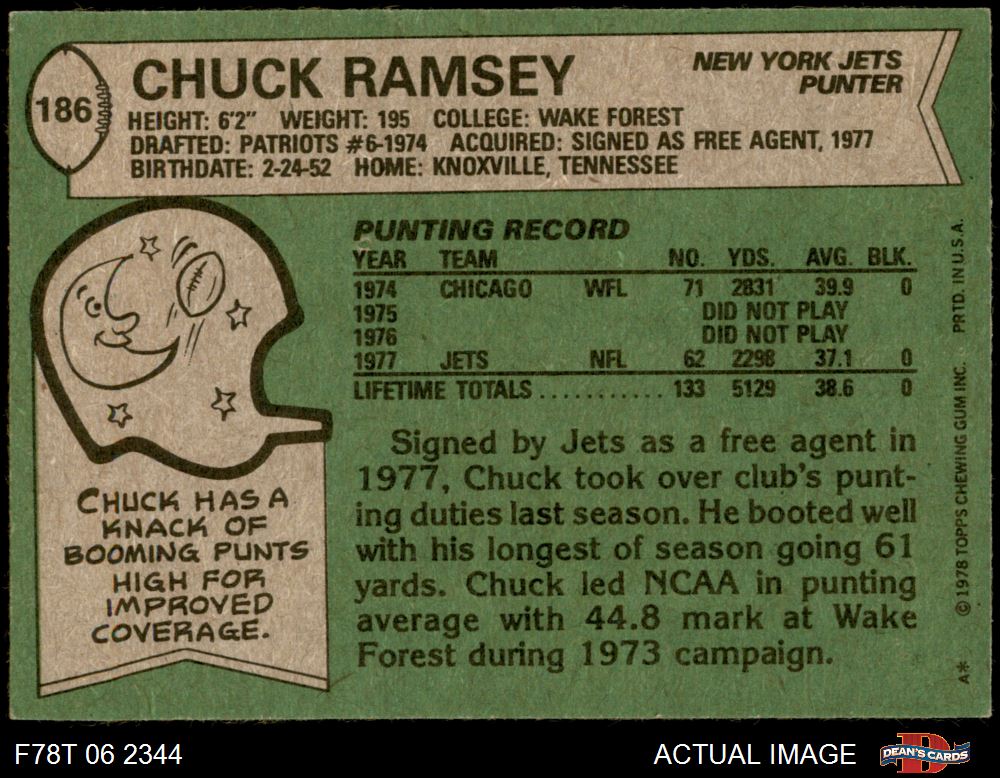 186
CHUCK RAMSEY
NEW YORK JETS
PUNTER
HEIGHT: 6'2" WEIGHT: 195 COLLEGE: WAKE FOREST
DRAFTED: PATRIOTS #6-1974 ACQUIRED: SIGNED AS FREE AGENT, 1977
BIRTHDATE: 2-24-52 HOME: KNOXVILLE, TENNESSEE
PUNTING RECORD
YEAR TEAM NO. YDS. AVG. BLK.
1974 CHICAGO WFL 71 2831 39.9 0
1975 DID NOT PLAY
1976 DID NOT PLAY
1977 JETS NFL 62 2298 37.1 0
LIFETIME TOTALS ........... 133 5129 38.6 0
CHUCK HAS A
KNACK OF
BOOMING PUNTS
HIGH FOR
IMPROVED
COVERAGE.
Signed by Jets as a free agent in
1977, Chuck took over club's punt-
ing duties last season. He booted well
with his longest of season going 61
yards. Chuck led NCAA in punting
average with 44.8 mark at Wake
Forest during 1973 campaign.
A* © 1978 TOPPS CHEWING GUM INC. PRTD. IN U.S.A.
F78T 06 2344
ACTUAL IMAGE
DEAN'S CARDS